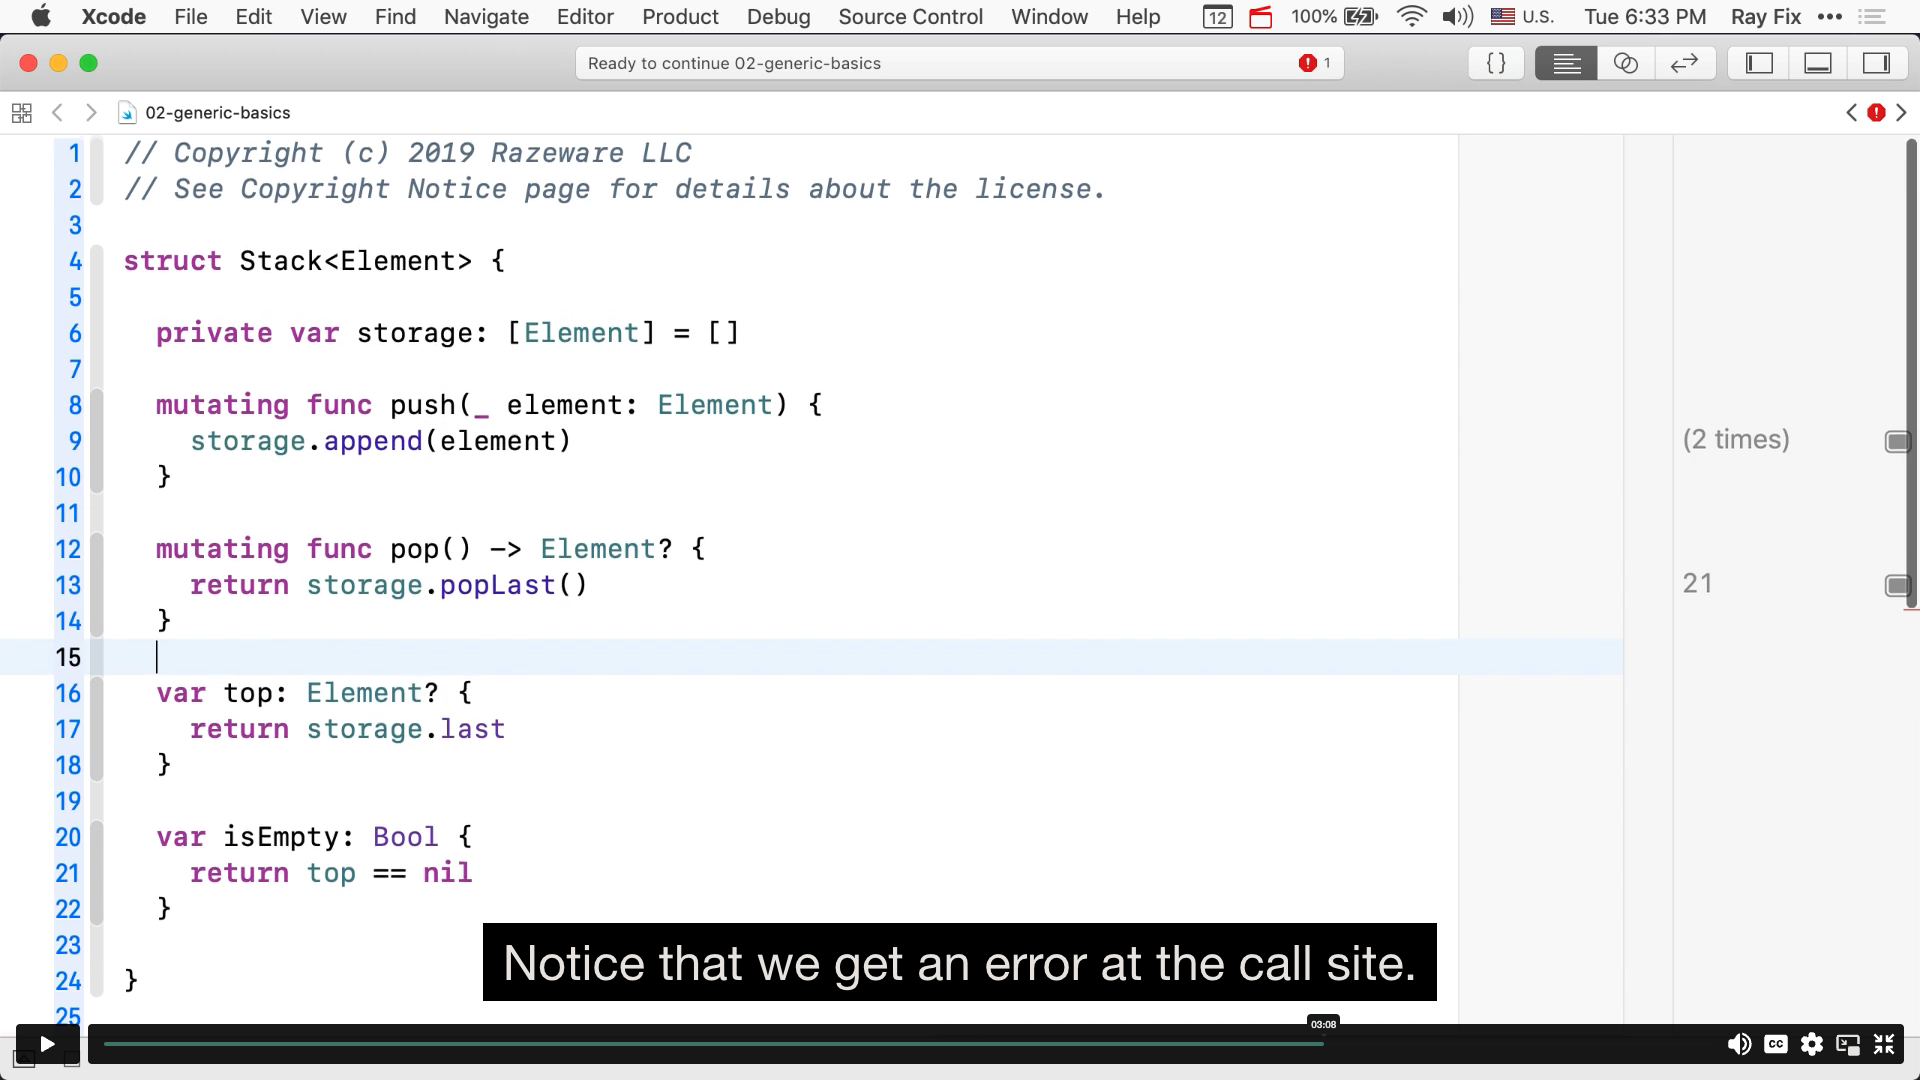 Xcode File Edit View Find Navigate Editor Product Debug Source Control Window Help 12 100% U.S. Tue 6:33 PM Ray Fix
Ready to continue 02-generic-basics 1 {}
02-generic-basics
1 // Copyright (c) 2019 Razeware LLC
2 // See Copyright Notice page for details about the license.
3
4 struct Stack<Element> {
5
6 private var storage: [Element] = []
7
8 mutating func push(_ element: Element) {
9 storage.append(element) (2 times)
10 }
11
12 mutating func pop() -> Element? {
13 return storage.popLast() 21
14 }
15
16 var top: Element? {
17 return storage.last
18 }
19
20 var isEmpty: Bool {
21 return top == nil
22 }
23
24 }
25
Notice that we get an error at the call site.
03:08
CC